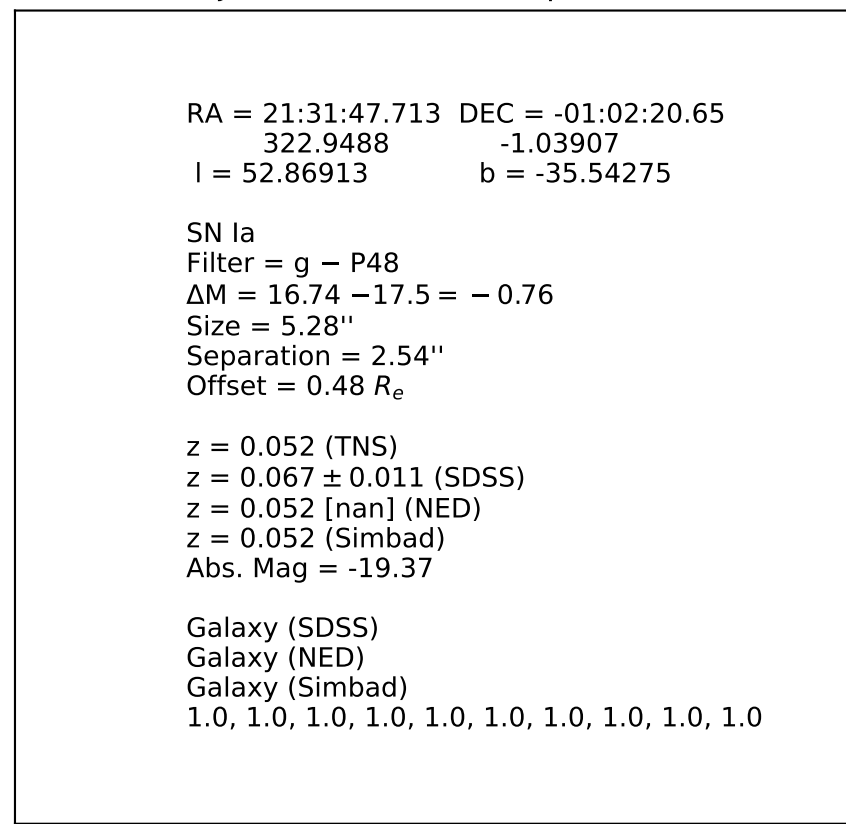 RA = 21:31:47.713 DEC = -01:02:20.65
322.9488 -1.03907
l = 52.86913 b = -35.54275
SN Ia
Filter = g − P48
ΔM = 16.74 −17.5 = − 0.76
Size = 5.28''
Separation = 2.54''
Offset = 0.48 Rₑ
z = 0.052 (TNS)
z = 0.067 ± 0.011 (SDSS)
z = 0.052 [nan] (NED)
z = 0.052 (Simbad)
Abs. Mag = -19.37
Galaxy (SDSS)
Galaxy (NED)
Galaxy (Simbad)
1.0, 1.0, 1.0, 1.0, 1.0, 1.0, 1.0, 1.0, 1.0, 1.0